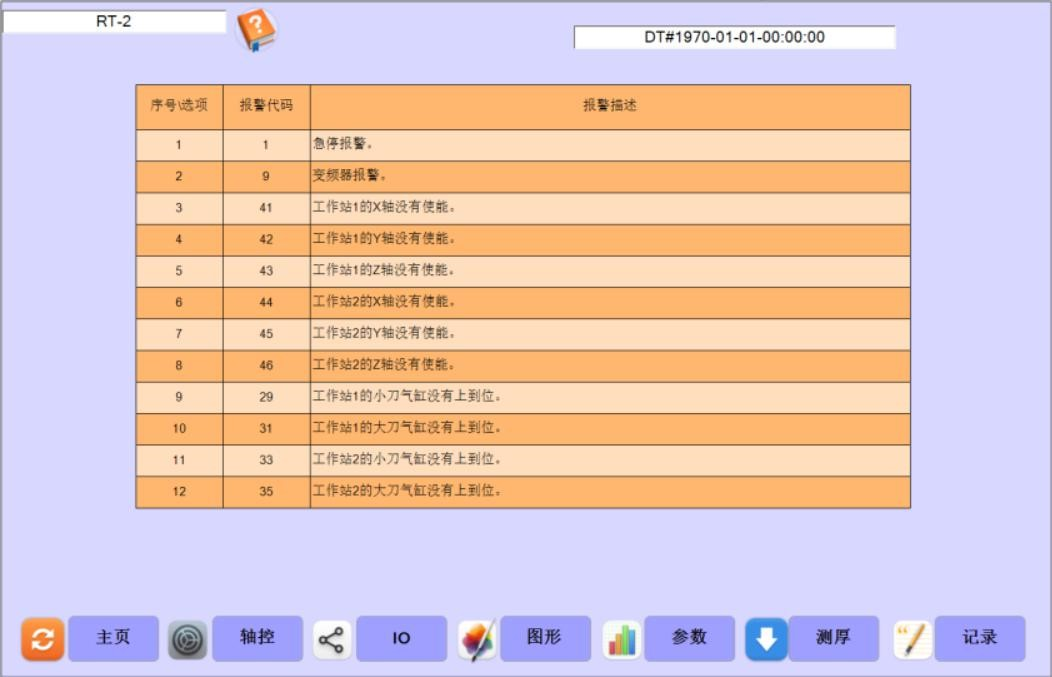 RT-2
DT#1970-01-01-00:00:00
序号\选项 报警代码 报警描述
1 1 急停报警。
2 9 变频器报警。
3 41 工作站1的X轴没有使能。
4 42 工作站1的Y轴没有使能。
5 43 工作站1的Z轴没有使能。
6 44 工作站2的X轴没有使能。
7 45 工作站2的Y轴没有使能。
8 46 工作站2的Z轴没有使能。
9 29 工作站1的小刀气缸没有上到位。
10 31 工作站1的大刀气缸没有上到位。
11 33 工作站2的小刀气缸没有上到位。
12 35 工作站2的大刀气缸没有上到位。
主页 轴控 IO 图形 参数 测厚 记录